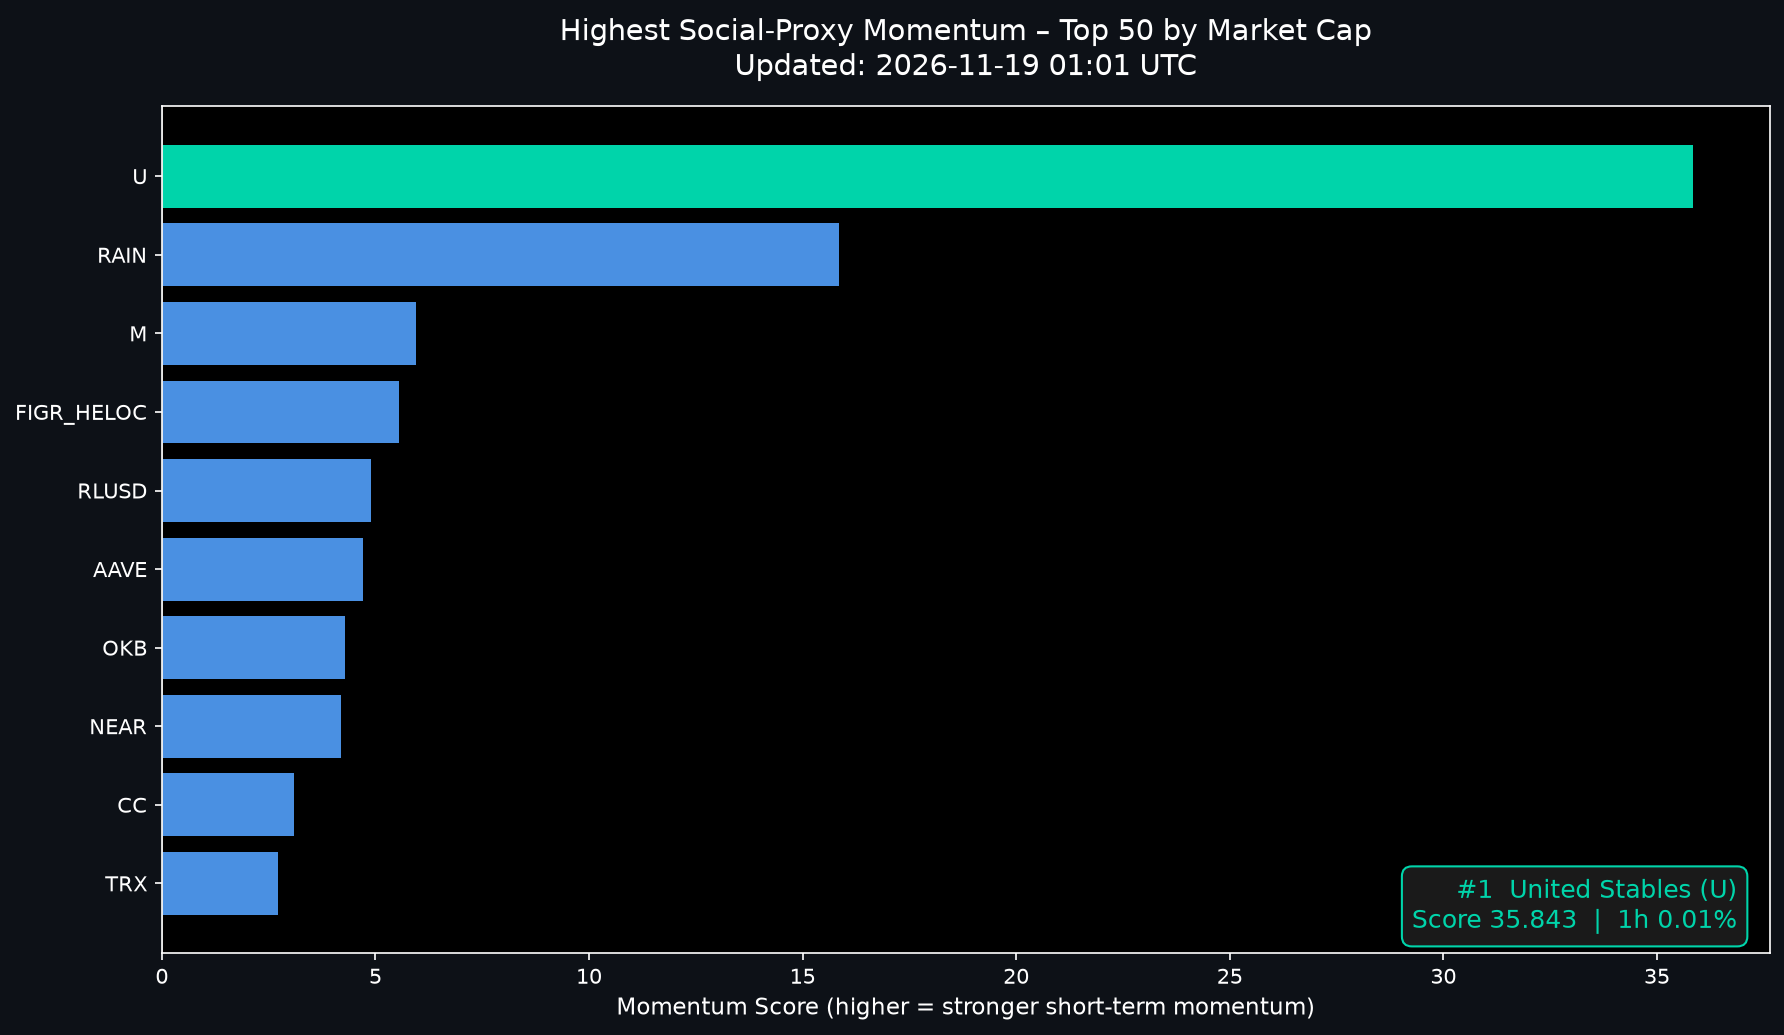 Highest Social-Proxy Momentum – Top 50 by Market Cap
Updated: 2026-11-19 01:01 UTC
U
RAIN
M
FIGR_HELOC
RLUSD
AAVE
OKB
NEAR
CC
TRX
#1  United Stables (U)
Score 35.843  |  1h 0.01%
0 5 10 15 20 25 30 35
Momentum Score (higher = stronger short-term momentum)